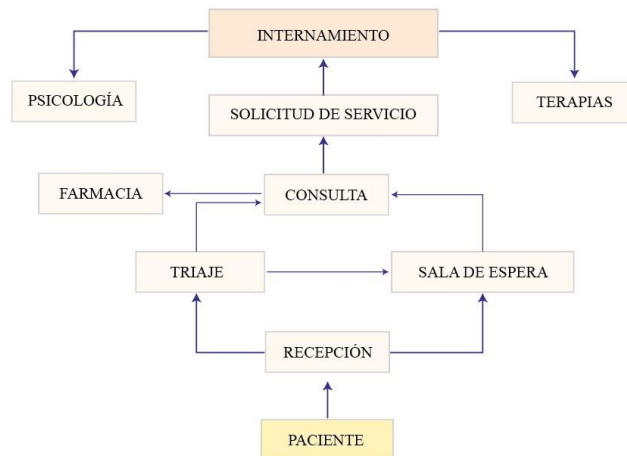 INTERNAMIENTO
PSICOLOGÍA
TERAPIAS
SOLICITUD DE SERVICIO
FARMACIA
CONSULTA
TRIAJE
SALA DE ESPERA
RECEPCIÓN
PACIENTE